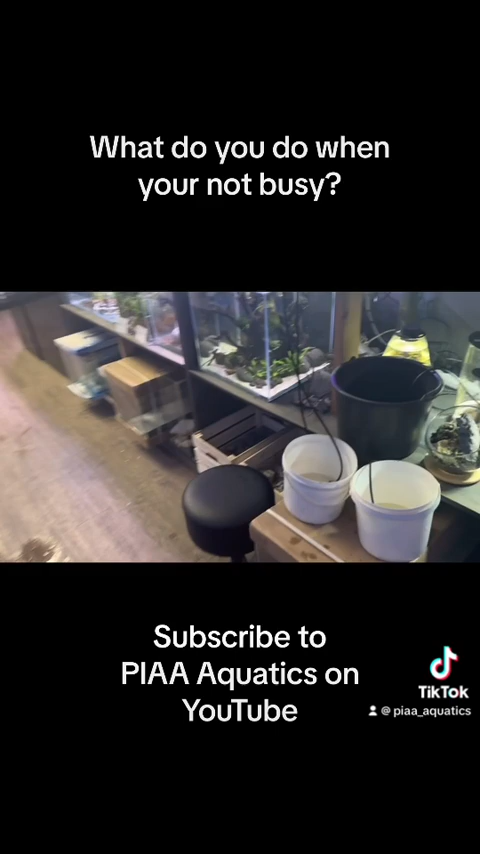 What do you do when
your not busy?
Subscribe to
PIAA Aquatics on
YouTube
TikTok
@ piaa_aquatics